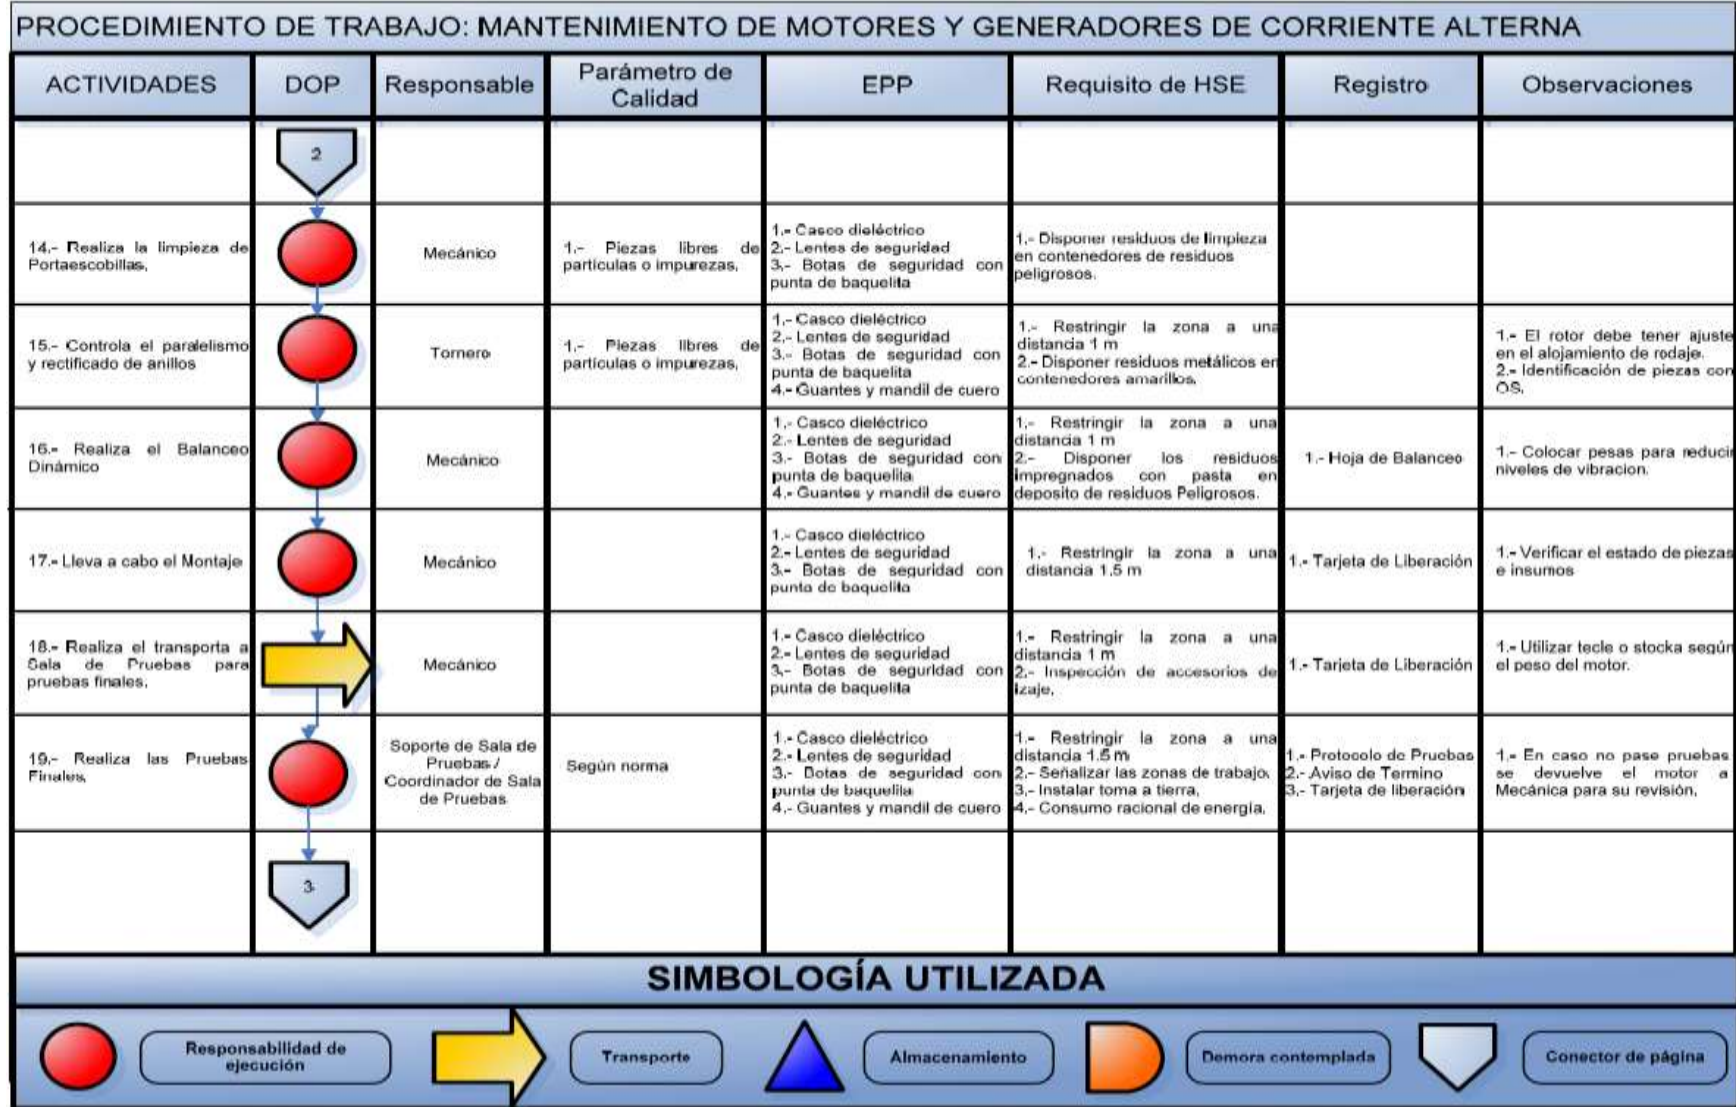 PROCEDIMIENTO DE TRABAJO: MANTENIMIENTO DE MOTORES Y GENERADORES DE CORRIENTE ALTERNA
ACTIVIDADES
DOP
Responsable
Parámetro de
Calidad
EPP
Requisito de HSE
Registro
Observaciones
2
14.- Realiza la limpieza de
Portaescobillas.
Mecánico
1.- Piezas libres de
partículas o impurezas.
1.- Casco dieléctrico
2.- Lentes de seguridad
3.- Botas de seguridad con
punta de baquelita
1.- Disponer residuos de limpieza
en contenedores de residuos
peligrosos.
15.- Controla el paralelismo
y rectificado de anillos
Tornero
1.- Piezas libres de
partículas o impurezas.
1.- Casco dieléctrico
2.- Lentes de seguridad
3.- Botas de seguridad con
punta de baquelita
4.- Guantes y mandil de cuero
1.- Restringir la zona a una
distancia 1 m
2.- Disponer residuos metálicos en
contenedores amarillos.
1.- El rotor debe tener ajuste
en el alojamiento de rodaje.
2.- Identificación de piezas con
OS.
16.- Realiza el Balanceo
Dinámico
Mecánico
1.- Casco dieléctrico
2.- Lentes de seguridad
3.- Botas de seguridad con
punta de baquelita
4.- Guantes y mandil de cuero
1.- Restringir la zona a una
distancia 1 m
2.- Disponer los residuos
impregnados con pasta en
deposito de residuos Peligrosos.
1.- Hoja de Balanceo
1.- Colocar pesas para reducir
niveles de vibracion.
17.- Lleva a cabo el Montaje
Mecánico
1.- Casco dieléctrico
2.- Lentes de seguridad
3.- Botas de seguridad con
punta de baquelita
1.- Restringir la zona a una
distancia 1.5 m
1.- Tarjeta de Liberación
1.- Verificar el estado de piezas
e insumos
18.- Realiza el transporta a
Sala de Pruebas para
pruebas finales.
Mecánico
1.- Casco dieléctrico
2.- Lentes de seguridad
3.- Botas de seguridad con
punta de baquelita
1.- Restringir la zona a una
distancia 1 m
2.- Inspección de accesorios de
Izaje.
1.- Tarjeta de Liberación
1.- Utilizar tecle o stocka según
el peso del motor.
19.- Realiza las Pruebas
Finales.
Soporte de Sala de
Pruebas /
Coordinador de Sala
de Pruebas
Según norma
1.- Casco dieléctrico
2.- Lentes de seguridad
3.- Botas de seguridad con
punta de baquelita
4.- Guantes y mandil de cuero
1.- Restringir la zona a una
distancia 1.5 m
2.- Señalizar las zonas de trabajo.
3.- Instalar toma a tierra.
4.- Consumo racional de energía.
1.- Protocolo de Pruebas
2.- Aviso de Termino
3.- Tarjeta de liberación
1.- En caso no pase pruebas
se devuelve el motor a
Mecánica para su revisión.
3
SIMBOLOGÍA UTILIZADA
Responsabilidad de
ejecución
Transporte
Almacenamiento
Demora contemplada
Conector de página